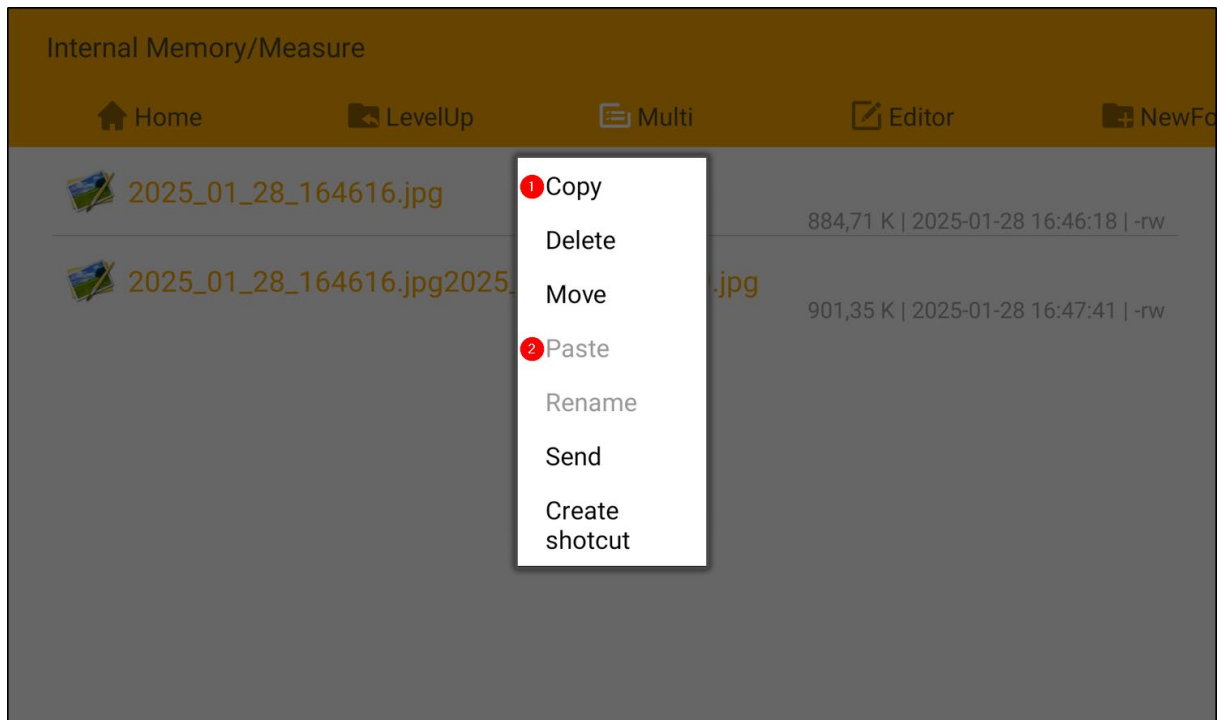 Internal Memory/Measure
Home LevelUp Multi Editor NewFo
2025_01_28_164616.jpg
884,71 K | 2025-01-28 16:46:18 | -rw
2025_01_28_164616.jpg2025_ .jpg
901,35 K | 2025-01-28 16:47:41 | -rw
1 Copy
Delete
Move
2 Paste
Rename
Send
Create
shotcut